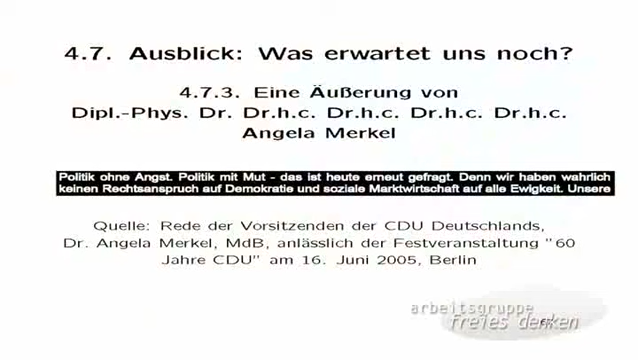 4.7. Ausblick: Was erwartet uns noch?
4.7.3. Eine Äußerung von
Dipl.-Phys. Dr. Dr.h.c. Dr.h.c. Dr.h.c. Dr.h.c.
Angela Merkel
Politik ohne Angst. Politik mit Mut - das ist heute erneut gefragt. Denn wir haben wahrlich
keinen Rechtsanspruch auf Demokratie und soziale Marktwirtschaft auf alle Ewigkeit. Unsere
Quelle: Rede der Vorsitzenden der CDU Deutschlands,
Dr. Angela Merkel, MdB, anlässlich der Festveranstaltung "60
Jahre CDU" am 16. Juni 2005, Berlin
arbeitsgruppe
freies denken